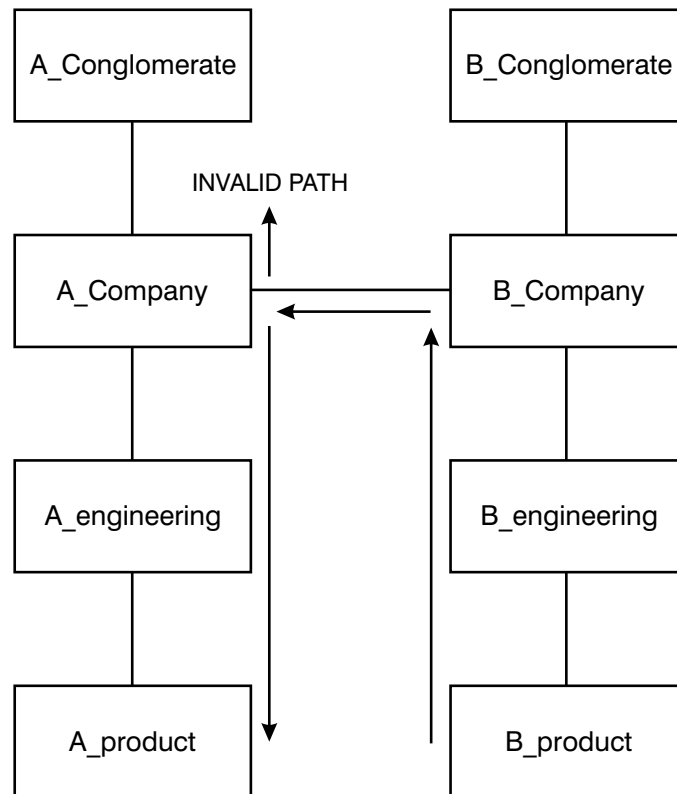 A_Conglomerate
B_Conglomerate
INVALID PATH
A_Company
B_Company
A_engineering
B_engineering
A_product
B_product